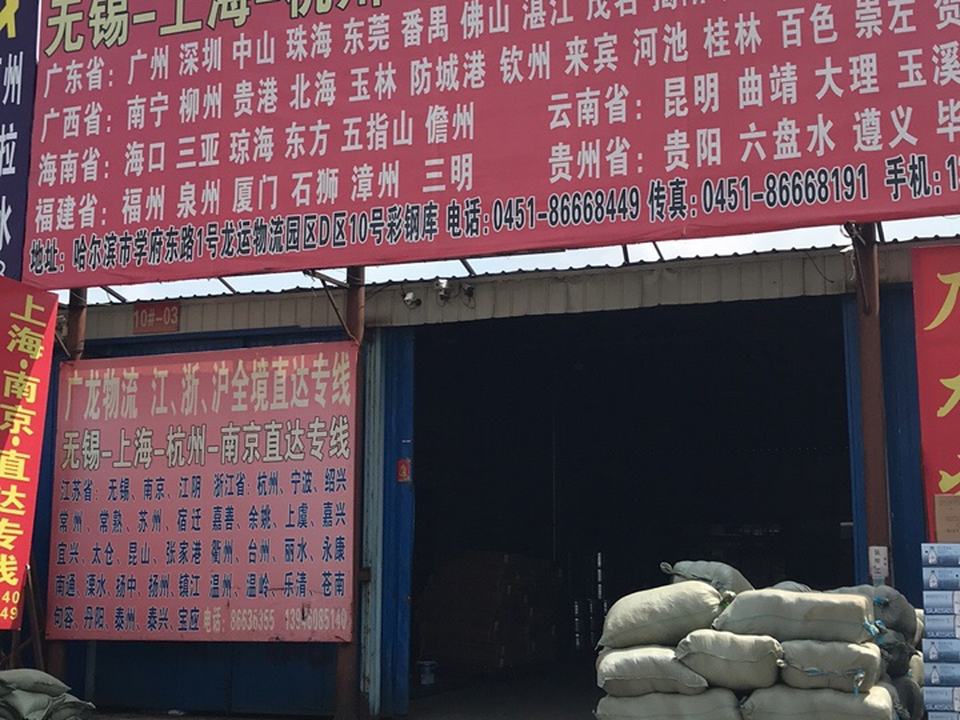 无锡-上海-杭州
广东省：广州 深圳 中山 珠海 东莞 番禺 佛山 湛江 茂名
广西省：南宁 柳州 贵港 北海 玉林 防城港 钦州 来宾 河池 桂林 百色 崇左 贺
海南省：海口 三亚 琼海 东方 五指山 儋州 云南省：昆明 曲靖 大理 玉溪
福建省：福州 泉州 厦门 石狮 漳州 三明 贵州省：贵阳 六盘水 遵义 毕
地址：哈尔滨市学府东路1号龙运物流园区D区10号彩钢库 电话:0451-86668449 传真:0451-86668191 手机:1
州
拉
水
10#-03
上海·南京·直达专线
40
49
广龙物流 江、浙、沪全境直达专线
无锡-上海-杭州-南京直达专线
江苏省：无锡、南京、江阴 浙江省：杭州、宁波、绍兴
常州、常熟、苏州、宿迁 嘉善、余姚、上虞、嘉兴
宜兴、太仓、昆山、张家港 衢州、台州、丽水、永康
南通、溧水、扬中、扬州、镇江 温州、温岭、乐清、苍南
句容、丹阳、泰州、泰兴、宝应 电话：86636355